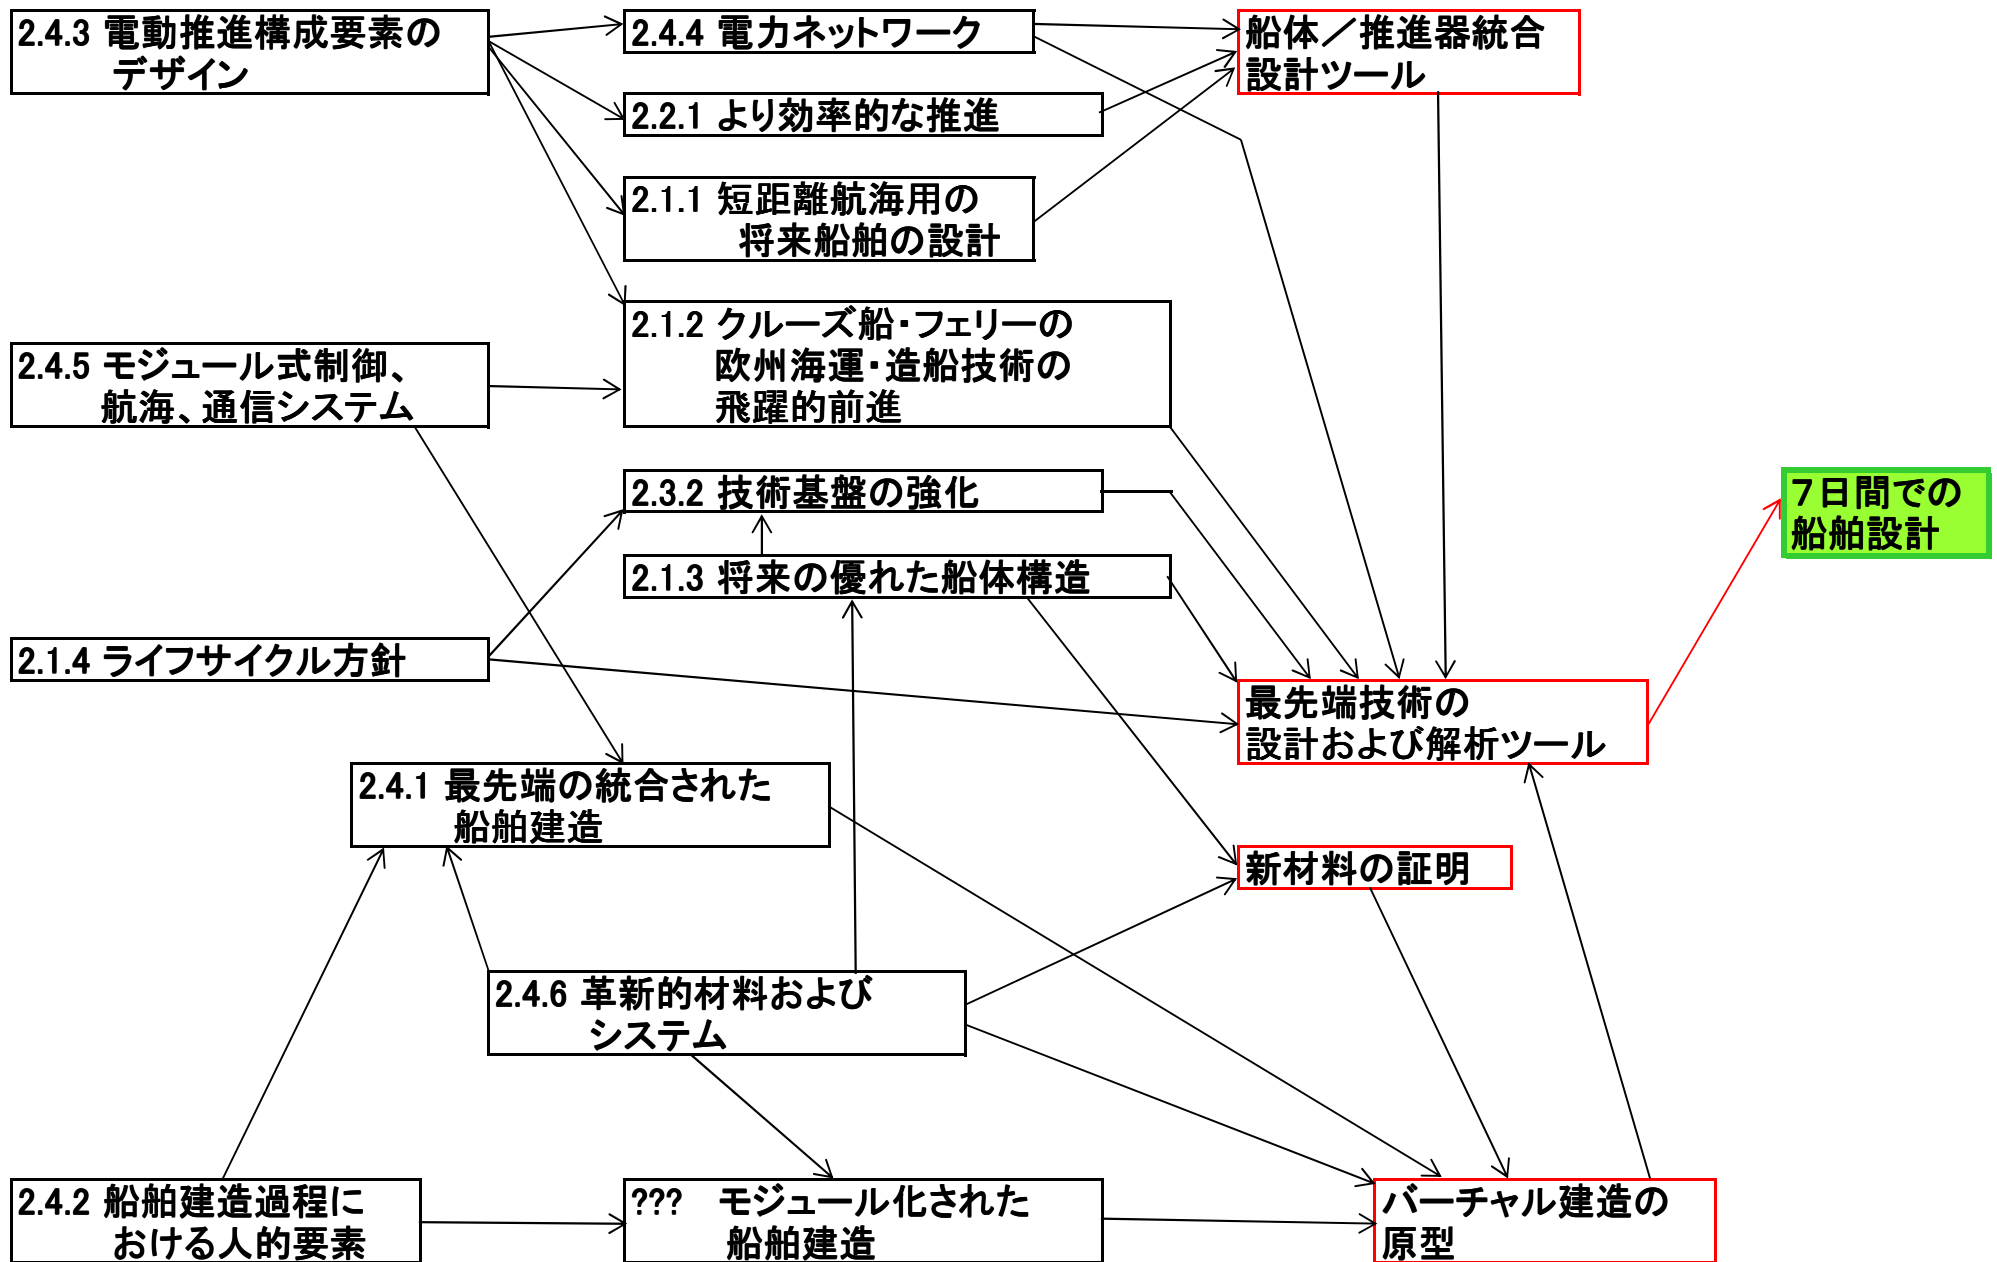 2.4.3 電動推進構成要素の
デザイン
2.4.4 電力ネットワーク
船体／推進器統合
設計ツール
2.2.1 より効率的な推進
2.1.1 短距離航海用の
将来船舶の設計
2.1.2 クルーズ船・フェリーの
欧州海運・造船技術の
飛躍的前進
2.4.5 モジュール式制御、
航海、通信システム
2.3.2 技術基盤の強化
７日間での
船舶設計
2.1.3 将来の優れた船体構造
2.1.4 ライフサイクル方針
最先端技術の
設計および解析ツール
2.4.1 最先端の統合された
船舶建造
新材料の証明
2.4.6 革新的材料および
システム
2.4.2 船舶建造過程に
おける人的要素
???　モジュール化された
船舶建造
バーチャル建造の
原型